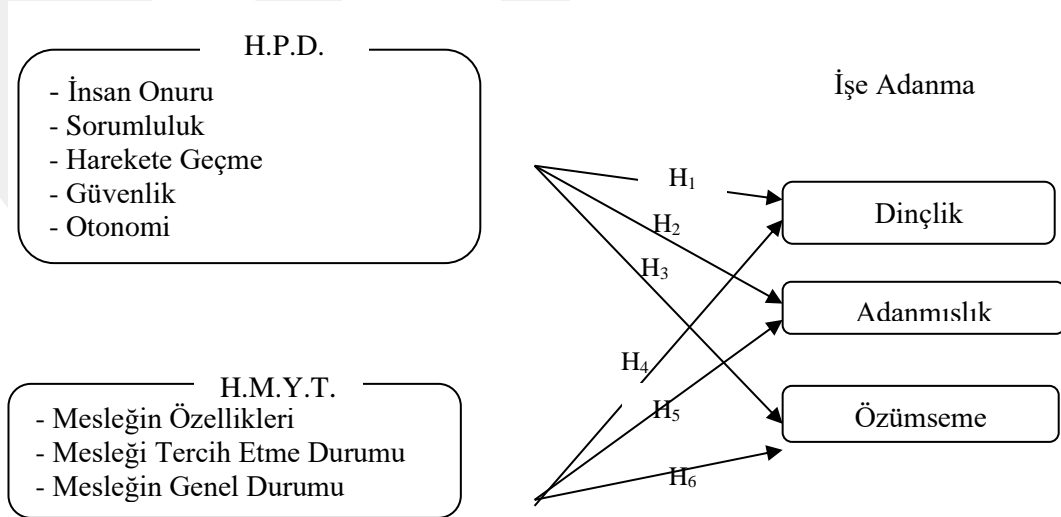 H.P.D.
- İnsan Onuru
- Sorumluluk
- Harekete Geçme
- Güvenlik
- Otonomi
İşe Adanma
H₁
H₂
H₃
H₄
H₅
H₆
Dinçlik
Adanmıslık
Özümseme
H.M.Y.T.
- Mesleğin Özellikleri
- Mesleği Tercih Etme Durumu
- Mesleğin Genel Durumu